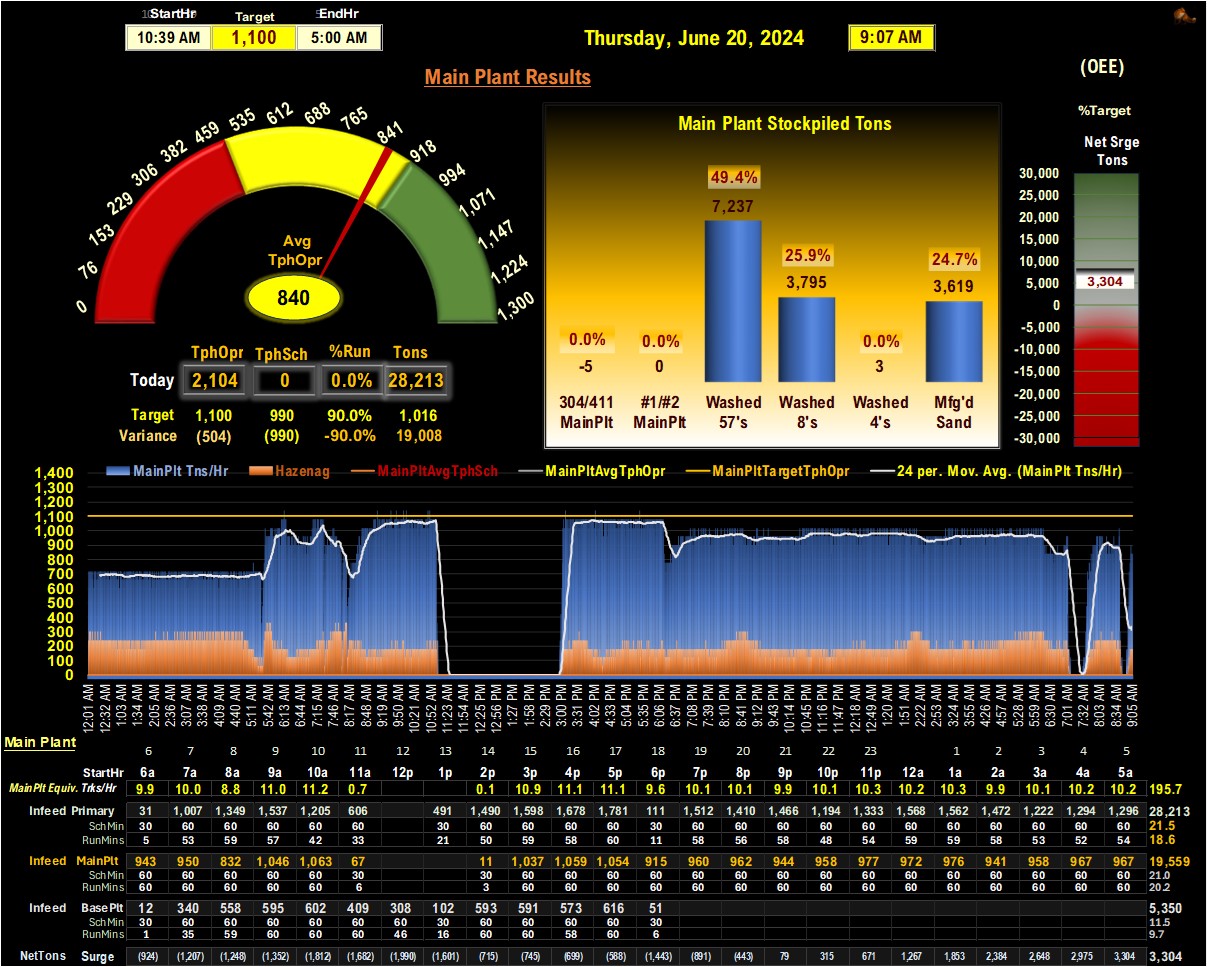 StartHr Target EndHr
10:39 AM 1,100 5:00 AM
Thursday, June 20, 2024 9:07 AM
(OEE)
Main Plant Results
%Target
Net Srge
Tons
0 76 153 229 306 382 459 535 612 688 765 841 918 994 1,071 1,147 1,224 1,300
Avg
TphOpr
840
TphOpr TphSch %Run Tons
Today 2,104 0 0.0% 28,213
Target 1,100 990 90.0% 1,016
Variance (504) (990) -90.0% 19,008
Main Plant Stockpiled Tons
0.0% 0.0% 49.4% 25.9% 0.0% 24.7%
-5 0 7,237 3,795 3 3,619
304/411 #1/#2 Washed Washed Washed Mfg'd
MainPlt MainPlt 57's 8's 4's Sand
30,000
25,000
20,000
15,000
10,000
5,000
3,304
0
-5,000
-10,000
-15,000
-20,000
-25,000
-30,000
MainPlt Tns/Hr Hazenag MainPltAvgTphSch MainPltAvgTphOpr MainPltTargetTphOpr 24 per. Mov. Avg. (MainPlt Tns/Hr)
1,400
1,300
1,200
1,100
1,000
900
800
700
600
500
400
300
200
100
0
12:01 AM 12:32 AM 1:03 AM 1:34 AM 2:05 AM 2:36 AM 3:07 AM 3:38 AM 4:09 AM 4:40 AM 5:11 AM 5:42 AM 6:13 AM 6:44 AM 7:15 AM 7:46 AM 8:17 AM 8:48 AM 9:19 AM 9:50 AM 10:21 AM 10:52 AM 11:23 AM 11:54 AM 12:25 PM 12:56 PM 1:27 PM 1:58 PM 2:29 PM 3:00 PM 3:31 PM 4:02 PM 4:33 PM 5:04 PM 5:35 PM 6:06 PM 6:37 PM 7:08 PM 7:39 PM 8:10 PM 8:41 PM 9:12 PM 9:43 PM 10:14 PM 10:45 PM 11:16 PM 11:47 PM 12:18 AM 12:49 AM 1:20 AM 1:51 AM 2:22 AM 2:53 AM 3:24 AM 3:55 AM 4:26 AM 4:57 AM 5:28 AM 5:59 AM 6:30 AM 7:01 AM 7:32 AM 8:03 AM 8:34 AM 9:05 AM
Main Plant
6 7 8 9 10 11 12 13 14 15 16 17 18 19 20 21 22 23 1 2 3 4 5
StartHr 6a 7a 8a 9a 10a 11a 12p 1p 2p 3p 4p 5p 6p 7p 8p 9p 10p 11p 12a 1a 2a 3a 4a 5a
MainPlt Equiv. Trks/Hr 9.9 10.0 8.8 11.0 11.2 0.7 0.1 10.9 11.1 11.1 9.6 10.1 10.1 9.9 10.1 10.3 10.2 10.3 9.9 10.1 10.2 10.2 195.7
Infeed Primary 31 1,007 1,349 1,537 1,205 606 491 1,490 1,598 1,678 1,781 111 1,512 1,410 1,466 1,194 1,333 1,568 1,562 1,472 1,222 1,294 1,296 28,213
SchMin 30 60 60 60 60 60 30 60 60 60 60 30 60 60 60 60 60 60 60 60 60 60 60 21.5
RunMins 5 53 59 57 42 33 21 50 59 58 60 11 58 56 58 48 54 59 59 58 53 52 54 18.6
Infeed MainPlt 943 950 832 1,046 1,063 67 11 1,037 1,059 1,054 915 960 962 944 958 977 972 976 941 958 967 967 19,559
SchMin 60 60 60 60 60 30 30 60 60 60 60 60 60 60 60 60 60 60 60 60 60 60 21.0
RunMins 60 60 60 60 60 6 3 60 60 60 60 60 60 60 60 60 60 60 60 60 60 60 20.2
Infeed BasePlt 12 340 558 595 602 409 308 102 593 591 573 616 51 5,350
SchMin 30 60 60 60 60 60 60 30 60 60 60 60 30 11.5
RunMins 1 35 59 60 60 60 46 16 60 60 58 60 6 9.7
NetTons Surge (924) (1,207) (1,248) (1,352) (1,812) (1,682) (1,990) (1,601) (715) (745) (699) (588) (1,443) (891) (443) 79 315 671 1,267 1,853 2,384 2,648 2,975 3,304 3,304